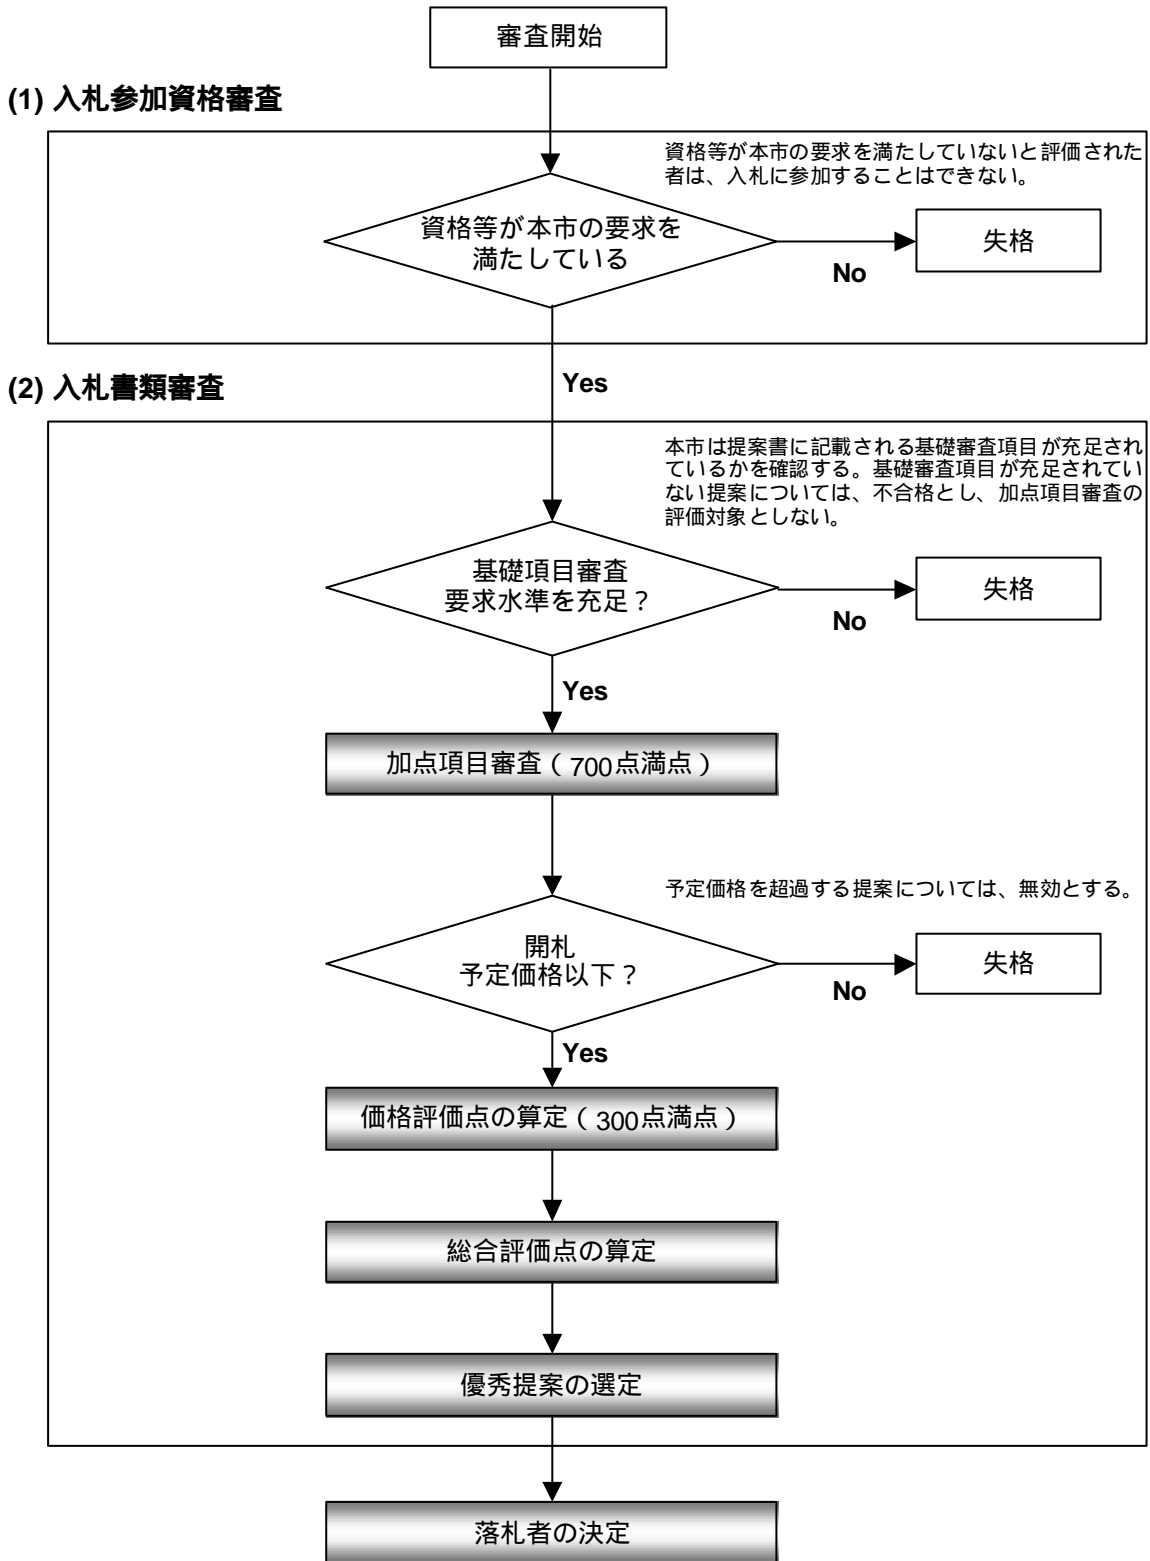 審査開始
(1) 入札参加資格審査
資格等が本市の要求を満たしていないと評価された
者は、入札に参加することはできない。
資格等が本市の要求を
満たしている
失格
No
Yes
(2) 入札書類審査
本市は提案書に記載される基礎審査項目が充足され
ているかを確認する。基礎審査項目が充足されてい
ない提案については、不合格とし、加点項目審査の
評価対象としない。
基礎項目審査
要求水準を充足？
失格
No
Yes
加点項目審査（700点満点）
予定価格を超過する提案については、無効とする。
開札
予定価格以下？
失格
No
Yes
価格評価点の算定（300点満点）
総合評価点の算定
優秀提案の選定
落札者の決定